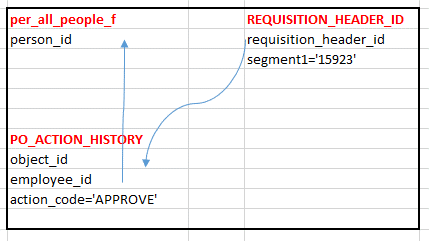 per_all_people_f
person_id
REQUISITION_HEADER_ID
requisition_header_id
segment1='15923'
PO_ACTION_HISTORY
object_id
employee_id
action_code='APPROVE'